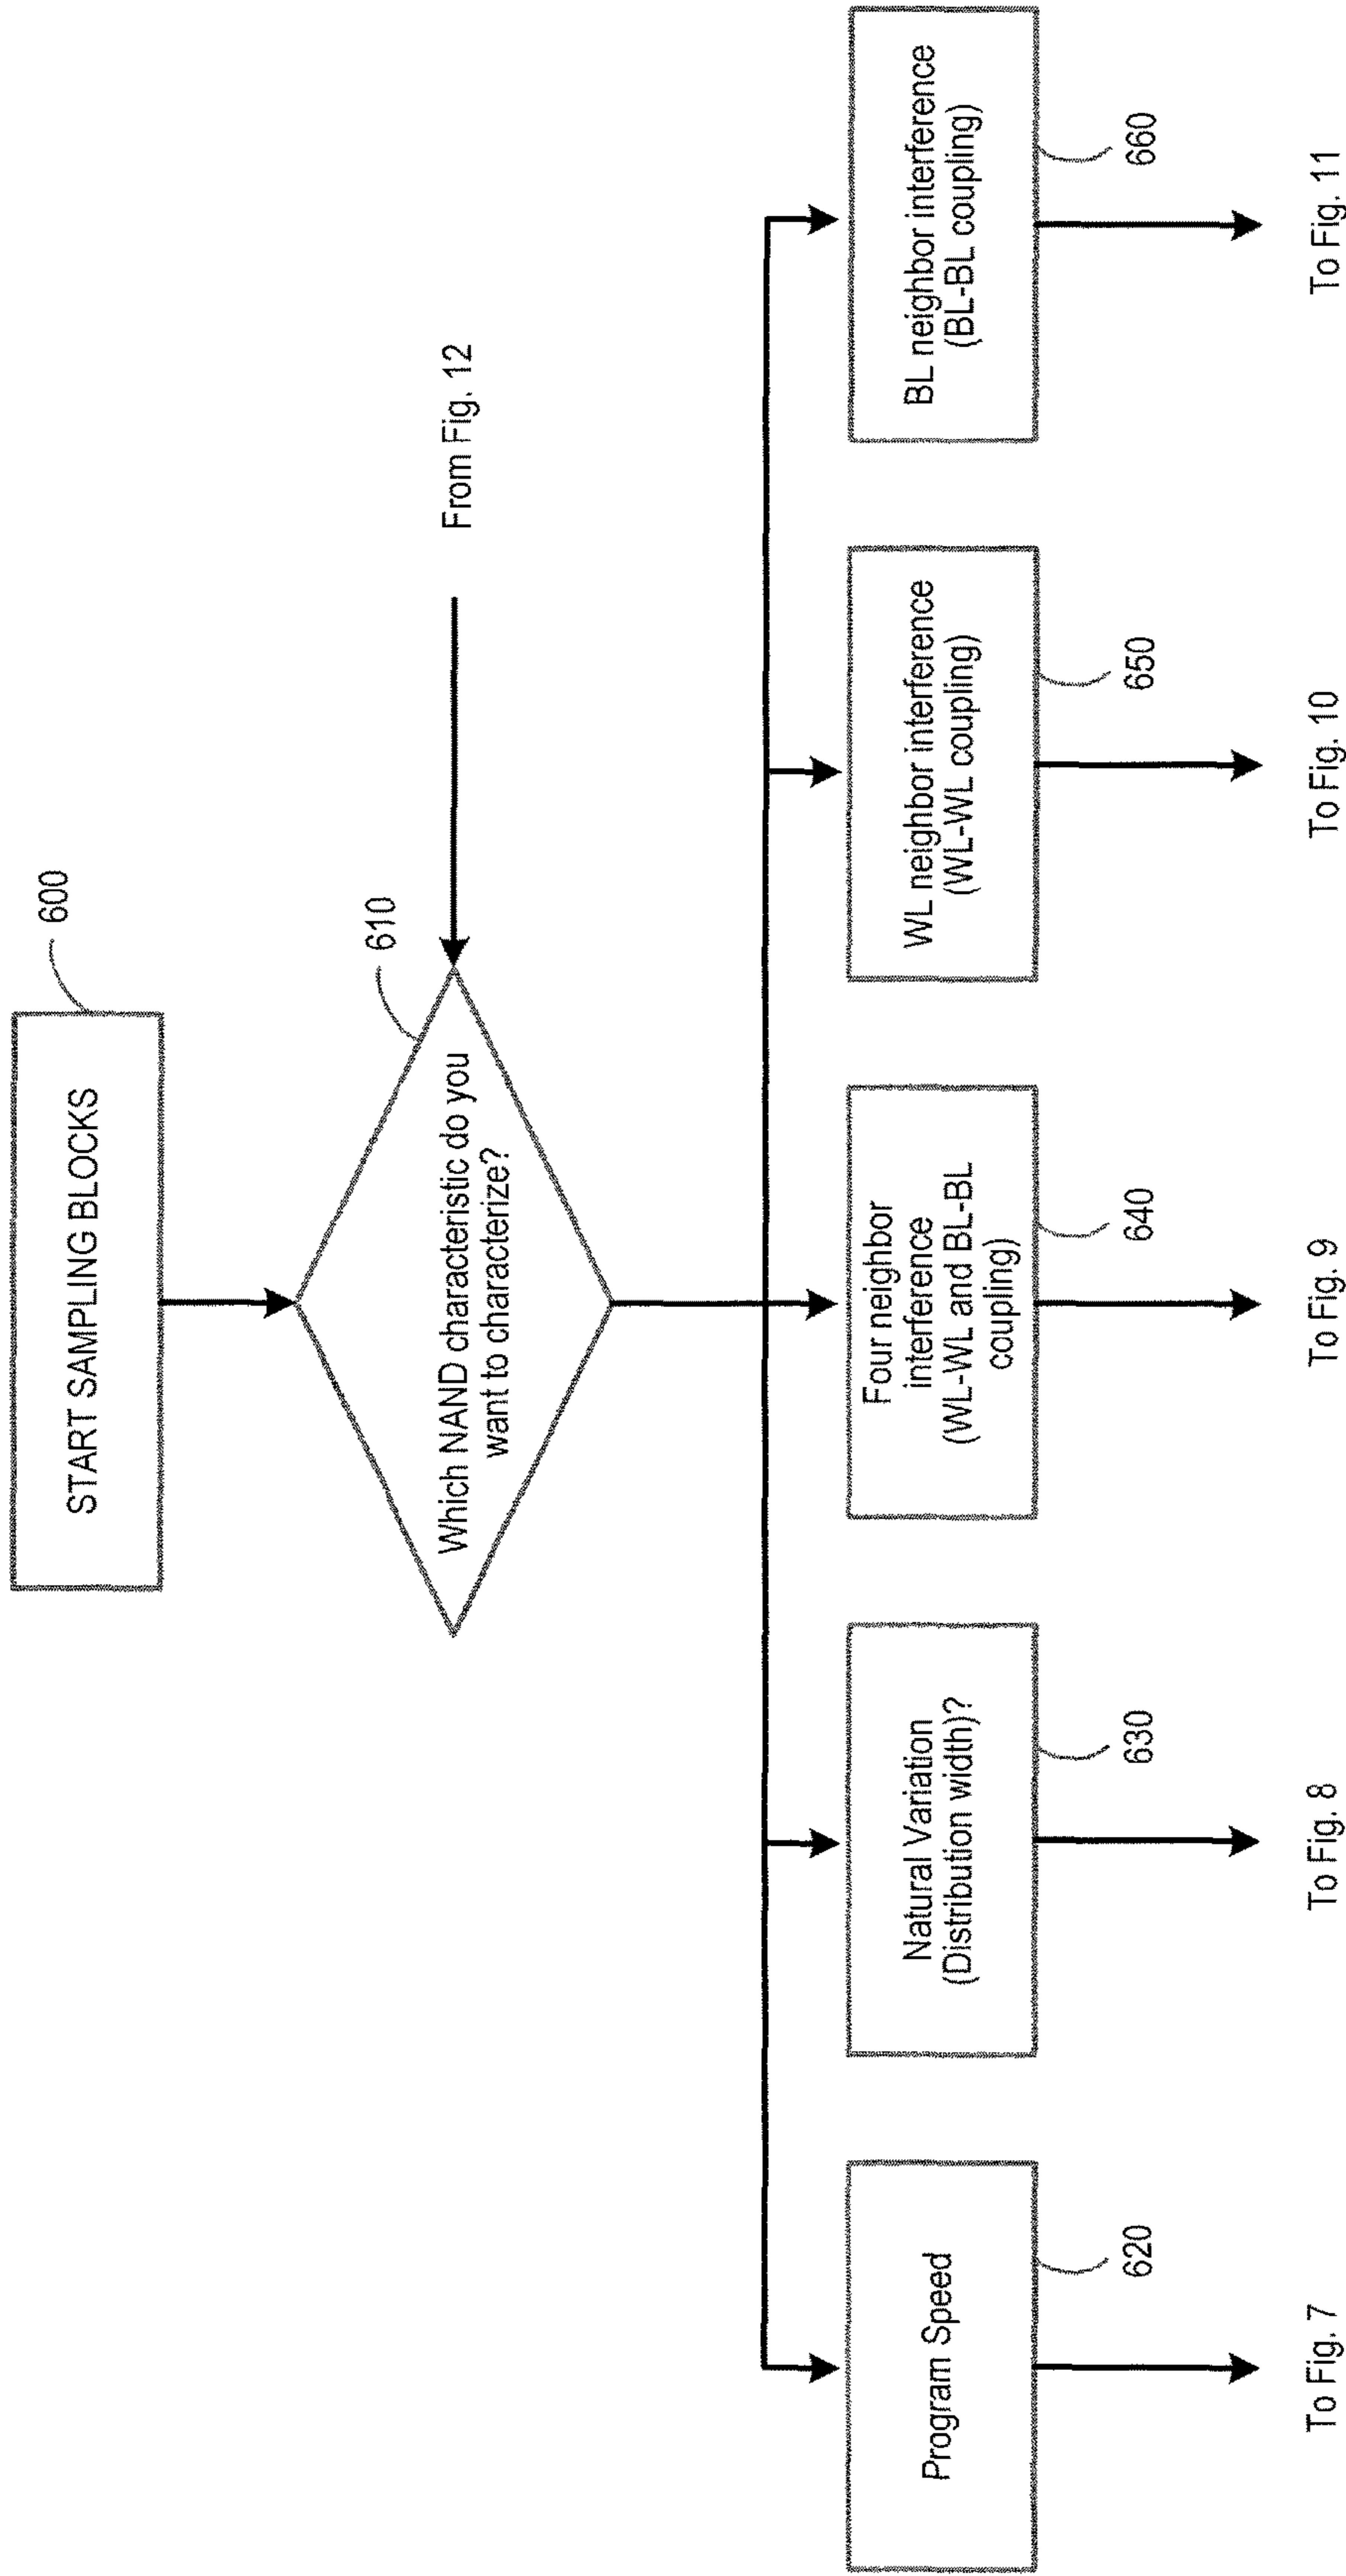 START SAMPLING BLOCKS
600
610
Which NAND characteristic do you
want to characterize?
From Fig. 12
Program Speed
620
To Fig. 7
Natural Variation
(Distribution width)?
630
To Fig. 8
Four neighbor
interference
(WL-WL and BL-BL
coupling)
640
To Fig. 9
WL neighbor interference
(WL-WL coupling)
650
To Fig. 10
BL neighbor interference
(BL-BL coupling)
660
To Fig. 11